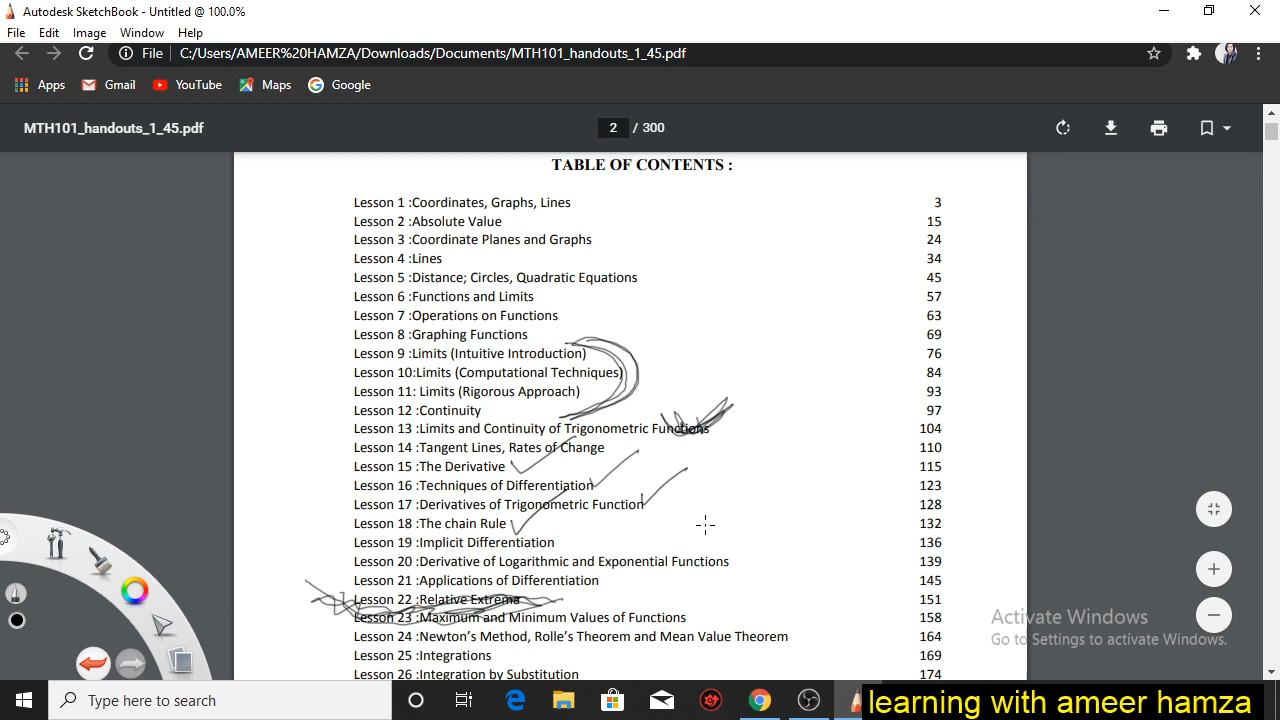 Autodesk SketchBook - Untitled @ 100.0%
File Edit Image Window Help
File C:/Users/AMEER%20HAMZA/Downloads/Documents/MTH101_handouts_1_45.pdf
Apps Gmail YouTube Maps Google
MTH101_handouts_1_45.pdf 2 / 300
TABLE OF CONTENTS :
Lesson 1 :Coordinates, Graphs, Lines 3
Lesson 2 :Absolute Value 15
Lesson 3 :Coordinate Planes and Graphs 24
Lesson 4 :Lines 34
Lesson 5 :Distance; Circles, Quadratic Equations 45
Lesson 6 :Functions and Limits 57
Lesson 7 :Operations on Functions 63
Lesson 8 :Graphing Functions 69
Lesson 9 :Limits (Intuitive Introduction) 76
Lesson 10:Limits (Computational Techniques) 84
Lesson 11: Limits (Rigorous Approach) 93
Lesson 12 :Continuity 97
Lesson 13 :Limits and Continuity of Trigonometric Functions 104
Lesson 14 :Tangent Lines, Rates of Change 110
Lesson 15 :The Derivative 115
Lesson 16 :Techniques of Differentiation 123
Lesson 17 :Derivatives of Trigonometric Function 128
Lesson 18 :The chain Rule 132
Lesson 19 :Implicit Differentiation 136
Lesson 20 :Derivative of Logarithmic and Exponential Functions 139
Lesson 21 :Applications of Differentiation 145
Lesson 22 :Relative Extrema 151
Lesson 23 :Maximum and Minimum Values of Functions 158
Lesson 24 :Newton's Method, Rolle's Theorem and Mean Value Theorem 164
Lesson 25 :Integrations 169
Lesson 26 :Integration by Substitution 174
Activate Windows
Go to Settings to activate Windows.
Type here to search
learning with ameer hamza